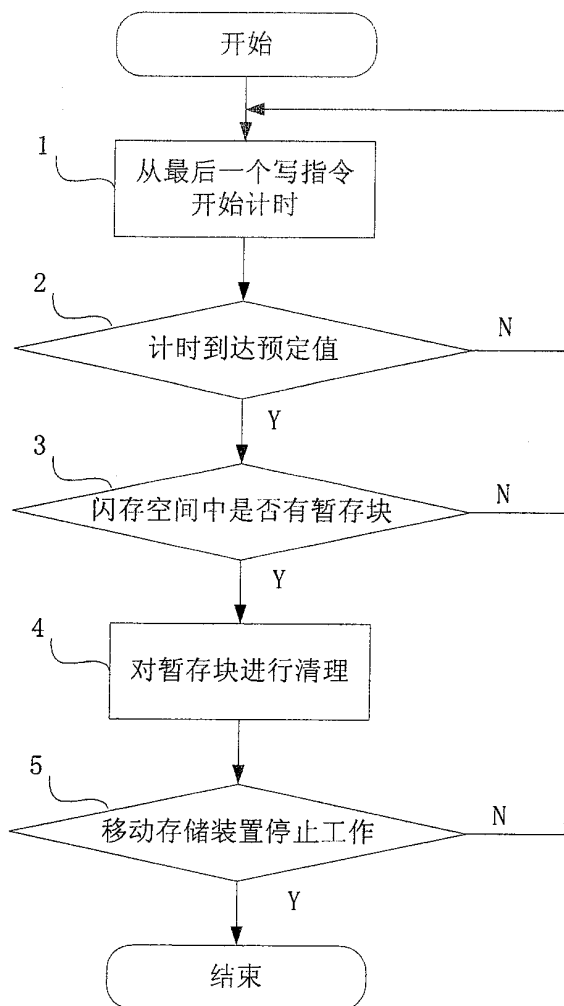 开始
1
从最后一个写指令
开始计时
2
计时到达预定值
N
Y
3
闪存空间中是否有暂存块
N
Y
4
对暂存块进行清理
5
移动存储装置停止工作
N
Y
结束